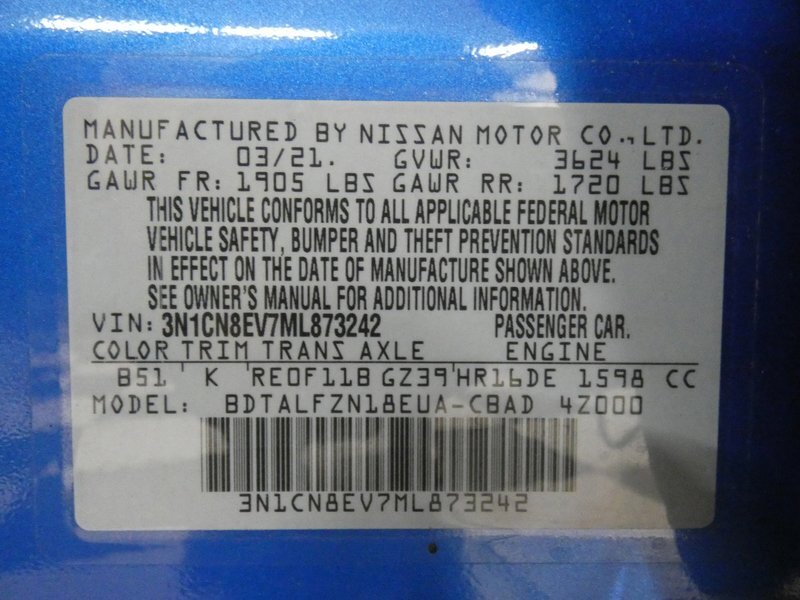 MANUFACTURED BY NISSAN MOTOR CO., LTD.
DATE: 03/21. GVWR: 3624 LBS
GAWR FR: 1905 LBS GAWR RR: 1720 LBS
THIS VEHICLE CONFORMS TO ALL APPLICABLE FEDERAL MOTOR
VEHICLE SAFETY, BUMPER AND THEFT PREVENTION STANDARDS
IN EFFECT ON THE DATE OF MANUFACTURE SHOWN ABOVE.
SEE OWNER'S MANUAL FOR ADDITIONAL INFORMATION.
VIN: 3N1CN8EV7ML873242 PASSENGER CAR.
COLOR TRIM TRANS AXLE ENGINE
B51 ' K 'RE0F11B GZ39'HR16DE 1598 CC
MODEL: BDTALFZN18EUA-CBAD 4Z000
3N1CN8EV7ML873242